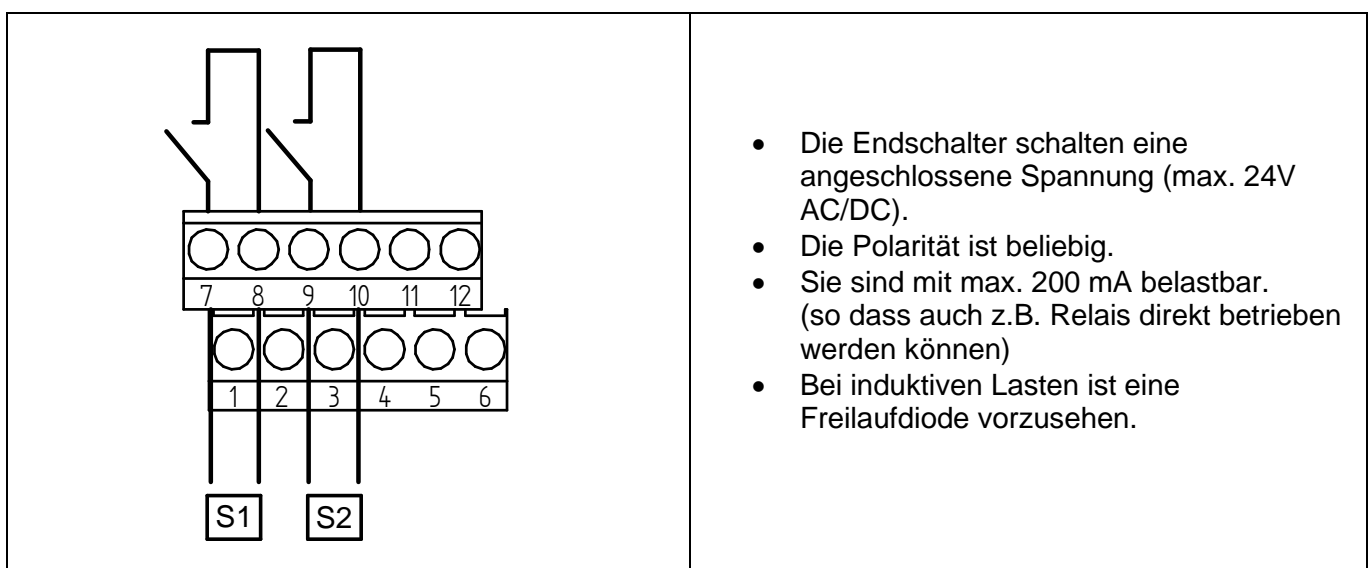 7 8 9 10 11 12
1 2 3 4 5 6
S1 S2
• Die Endschalter schalten eine
angeschlossene Spannung (max. 24V
AC/DC).
• Die Polarität ist beliebig.
• Sie sind mit max. 200 mA belastbar.
(so dass auch z.B. Relais direkt betrieben
werden können)
• Bei induktiven Lasten ist eine
Freilaufdiode vorzusehen.